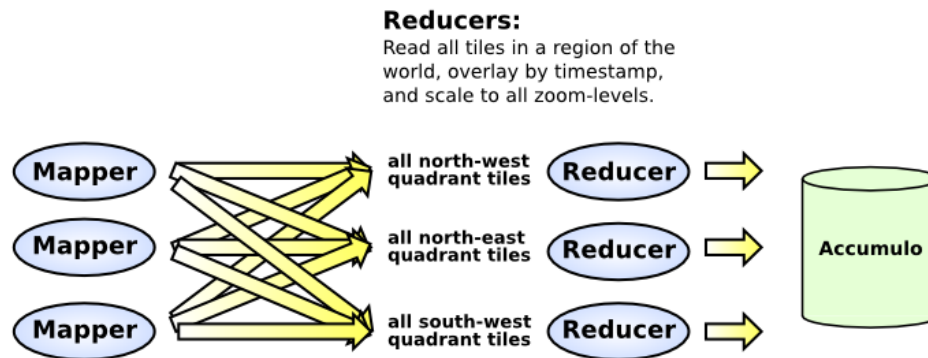 Reducers:
Read all tiles in a region of the
world, overlay by timestamp,
and scale to all zoom-levels.
Mapper
all north-west
quadrant tiles
Reducer
Mapper
all north-east
quadrant tiles
Reducer
Accumulo
Mapper
all south-west
quadrant tiles
Reducer